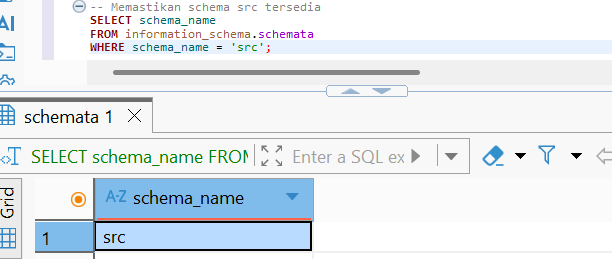 -- Memastikan schema src tersedia
SELECT schema_name
FROM information_schema.schemata
WHERE schema_name = 'src';
AI
schemata 1
T
SELECT schema_name FROM
Enter a SQL ex
Grid
A-Z schema_name
1
src